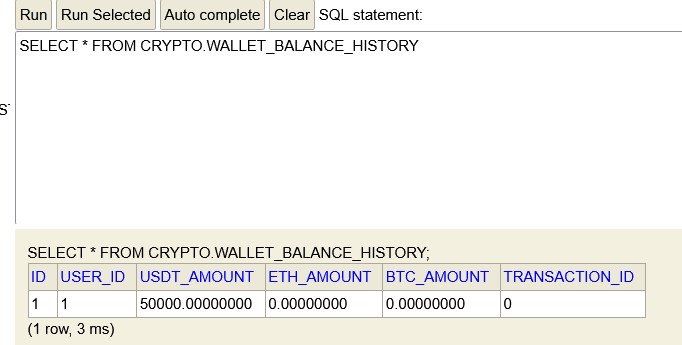 Run Run Selected Auto complete Clear SQL statement:
SELECT * FROM CRYPTO.WALLET_BALANCE_HISTORY
SELECT * FROM CRYPTO.WALLET_BALANCE_HISTORY;
ID USER_ID USDT_AMOUNT ETH_AMOUNT BTC_AMOUNT TRANSACTION_ID
1 1 50000.00000000 0.00000000 0.00000000 0
(1 row, 3 ms)